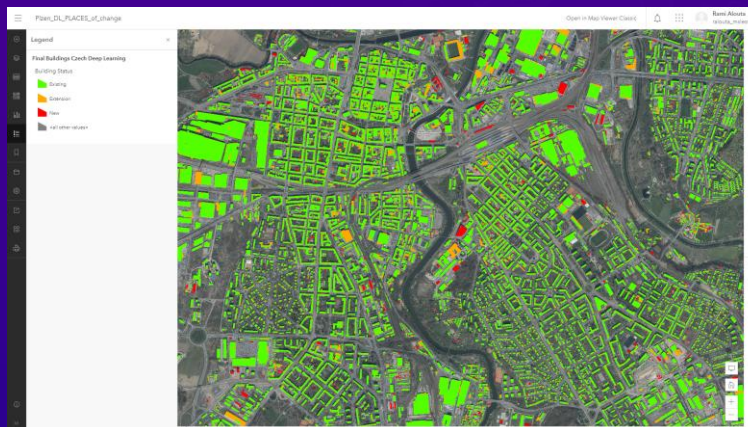 Plzen_DL_PLACES_of_change
Open in Map Viewer Classic
Rami Alouta
Legend
Final Buildings Czech Deep Learning
Building Status
Existing
Extension
New
<all other values>